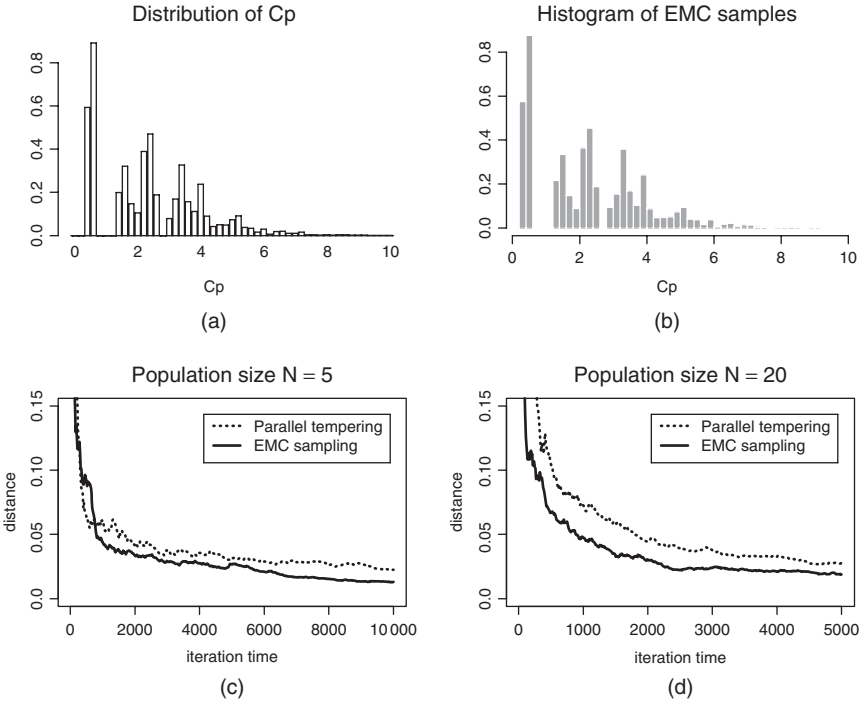 Distribution of Cp
0.8
0.6
0.4
0.2
0.0
0 2 4 6 8 10
Cp
(a)
Histogram of EMC samples
0.8
0.6
0.4
0.2
0.0
0 2 4 6 8 10
Cp
(b)
Population size N = 5
0.15
0.10
0.05
0.0
distance
Parallel tempering
EMC sampling
0 2000 4000 6000 8000 10 000
iteration time
(c)
Population size N = 20
0.15
0.10
0.05
0.0
distance
Parallel tempering
EMC sampling
0 1000 2000 3000 4000 5000
iteration time
(d)